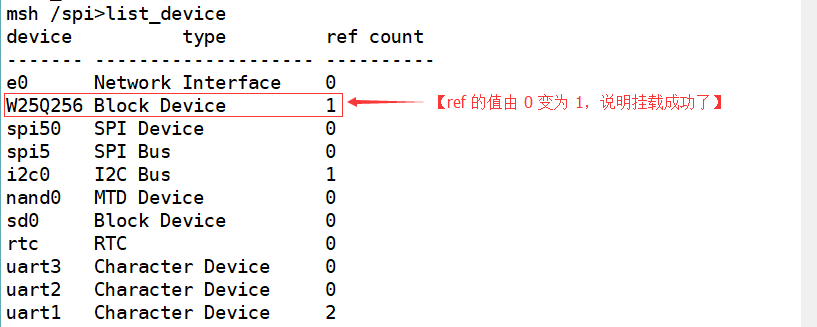 msh /spi>list_device
device          type         ref count
------- -------------------- ----------
e0      Network Interface    0
W25Q256 Block Device         1 【ref 的值由 0 变为 1，说明挂载成功了】
spi50   SPI Device           0
spi5    SPI Bus              0
i2c0    I2C Bus              1
nand0   MTD Device           0
sd0     Block Device         0
rtc     RTC                  0
uart3   Character Device     0
uart2   Character Device     0
uart1   Character Device     2